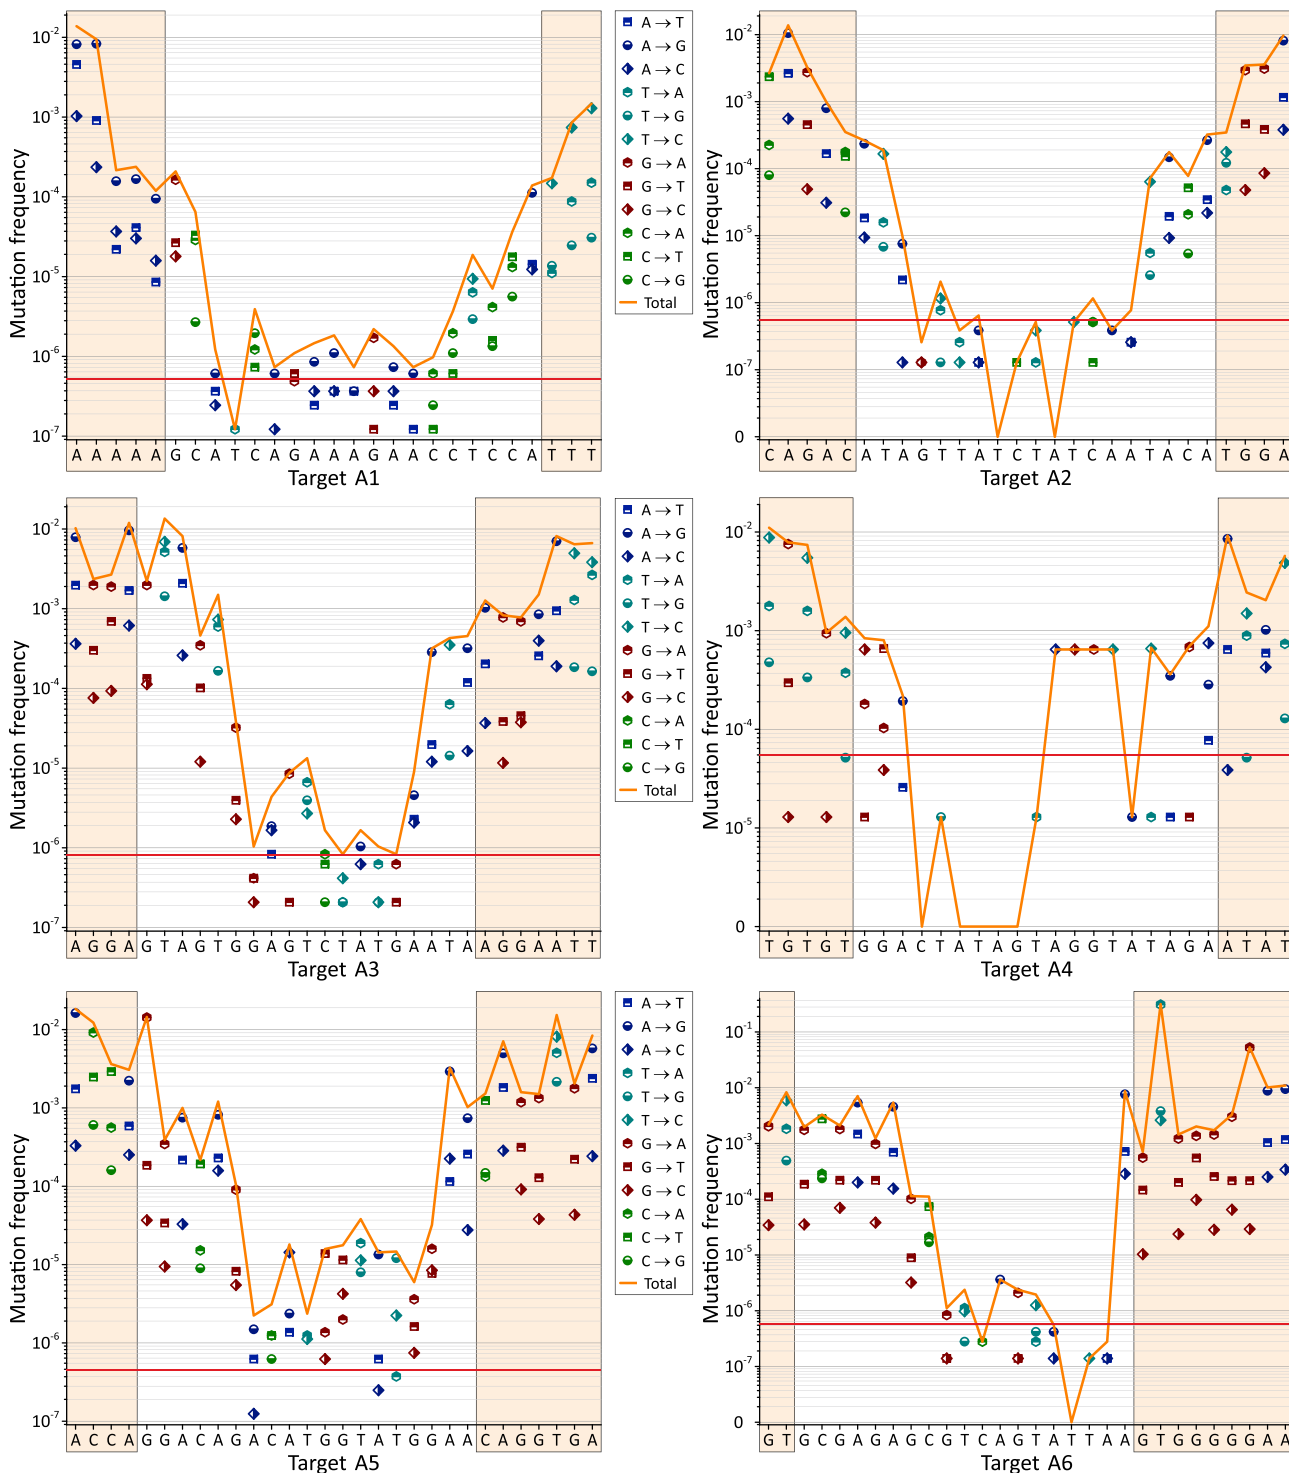 Mutation frequency
10⁻²
10⁻³
10⁻⁴
10⁻⁵
10⁻⁶
10⁻⁷
A A A A A G C A T C A G A A A G A A C C T C C A T T T
Target A1
A → T
A → G
A → C
T → A
T → G
T → C
G → A
G → T
G → C
C → A
C → T
C → G
Total
Mutation frequency
10⁻²
10⁻³
10⁻⁴
10⁻⁵
10⁻⁶
10⁻⁷
0
C A G A C A T A G T T A T C T A T C A A T A C A T G G A
Target A2
Mutation frequency
10⁻²
10⁻³
10⁻⁴
10⁻⁵
10⁻⁶
10⁻⁷
A G G A G T A G T G G A G T C T A T G A A T A A G G A A T T
Target A3
A → T
A → G
A → C
T → A
T → G
T → C
G → A
G → T
G → C
C → A
C → T
C → G
Total
Mutation frequency
10⁻²
10⁻³
10⁻⁴
10⁻⁵
0
T G T G T G G A C T A T A G T A G G T A T A G A A T A T
Target A4
Mutation frequency
10⁻²
10⁻³
10⁻⁴
10⁻⁵
10⁻⁶
10⁻⁷
A C C A G G A C A G A C A T G G T A T G G A A C A G G T G A
Target A5
A → T
A → G
A → C
T → A
T → G
T → C
G → A
G → T
G → C
C → A
C → T
C → G
Total
Mutation frequency
10⁻¹
10⁻²
10⁻³
10⁻⁴
10⁻⁵
10⁻⁶
10⁻⁷
0
G T G C G A G A G C G T C A G T A T T A A G T G G G G G A A
Target A6